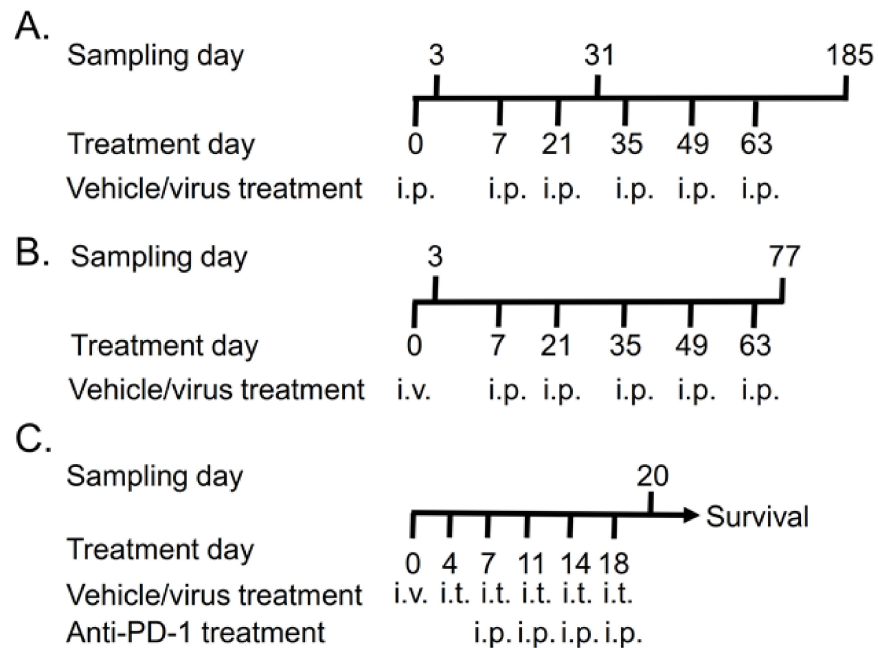 A.
Sampling day 3 31 185
Treatment day 0 7 21 35 49 63
Vehicle/virus treatment i.p. i.p. i.p. i.p. i.p. i.p.
B. Sampling day 3 77
Treatment day 0 7 21 35 49 63
Vehicle/virus treatment i.v. i.p. i.p. i.p. i.p. i.p.
C.
Sampling day 20
Survival
Treatment day 0 4 7 11 14 18
Vehicle/virus treatment i.v. i.t. i.t. i.t. i.t. i.t.
Anti-PD-1 treatment i.p. i.p. i.p. i.p.